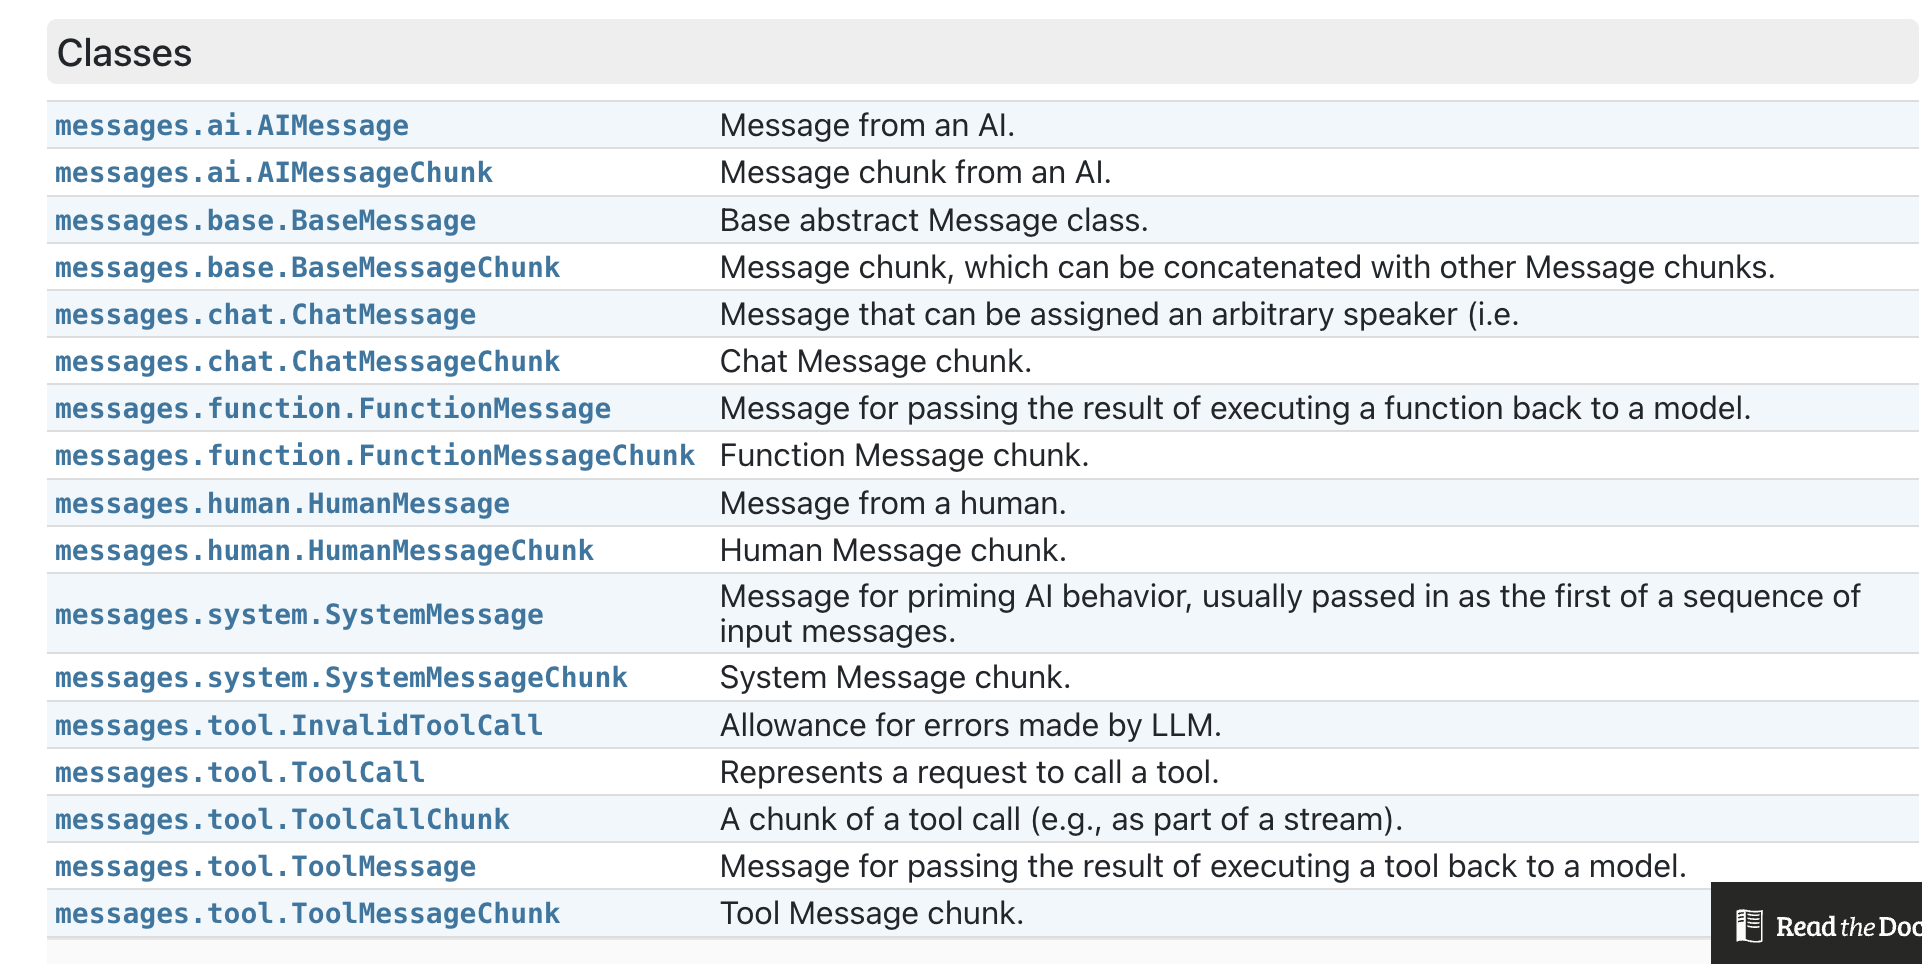 Classes
messages.ai.AIMessage Message from an AI.
messages.ai.AIMessageChunk Message chunk from an AI.
messages.base.BaseMessage Base abstract Message class.
messages.base.BaseMessageChunk Message chunk, which can be concatenated with other Message chunks.
messages.chat.ChatMessage Message that can be assigned an arbitrary speaker (i.e.
messages.chat.ChatMessageChunk Chat Message chunk.
messages.function.FunctionMessage Message for passing the result of executing a function back to a model.
messages.function.FunctionMessageChunk Function Message chunk.
messages.human.HumanMessage Message from a human.
messages.human.HumanMessageChunk Human Message chunk.
messages.system.SystemMessage Message for priming AI behavior, usually passed in as the first of a sequence of
input messages.
messages.system.SystemMessageChunk System Message chunk.
messages.tool.InvalidToolCall Allowance for errors made by LLM.
messages.tool.ToolCall Represents a request to call a tool.
messages.tool.ToolCallChunk A chunk of a tool call (e.g., as part of a stream).
messages.tool.ToolMessage Message for passing the result of executing a tool back to a model.
messages.tool.ToolMessageChunk Tool Message chunk.
Read the Doc